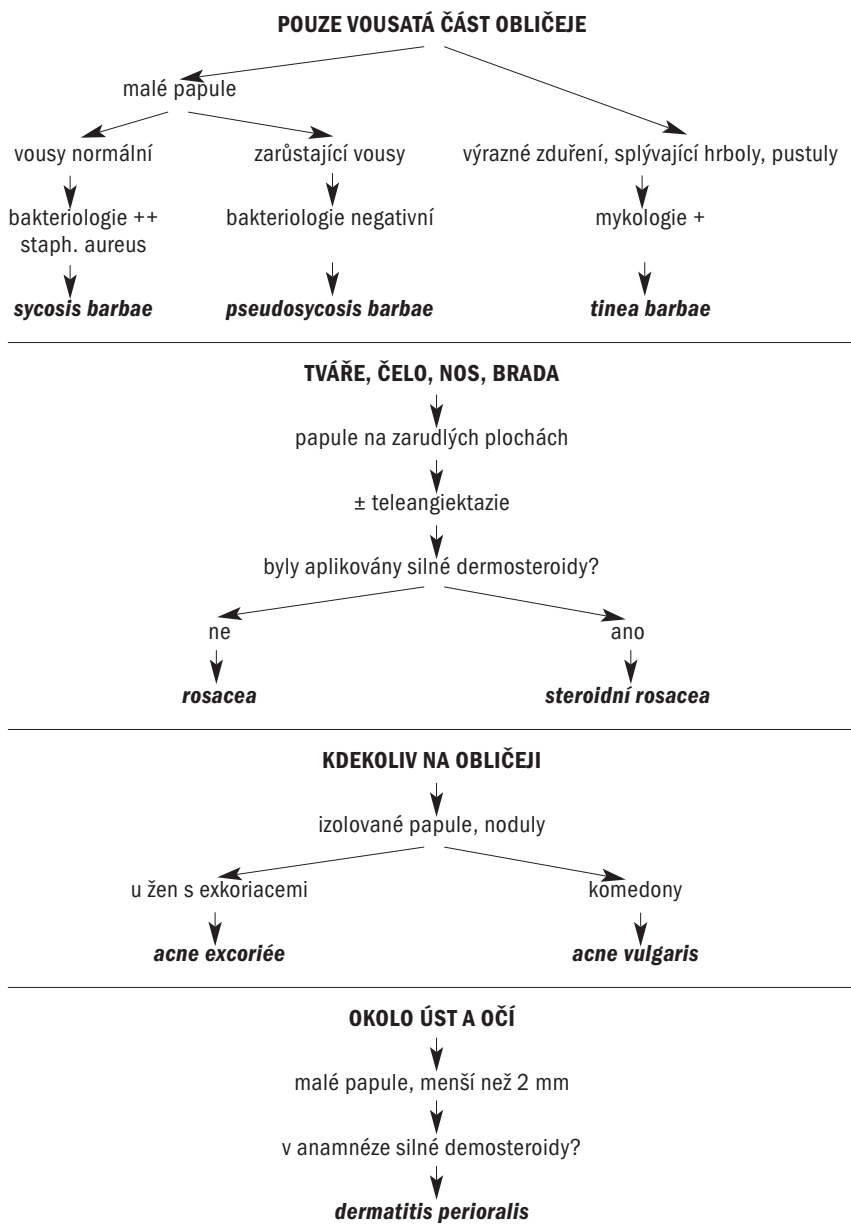 POUZE VOUSATÁ ČÁST OBLIČEJE
malé papule
vousy normální
zarůstající vousy
výrazné zduření, splývající hrboly, pustuly
bakteriologie ++
staph. aureus
bakteriologie negativní
mykologie +
sycosis barbae
pseudosycosis barbae
tinea barbae
TVÁŘE, ČELO, NOS, BRADA
papule na zarudlých plochách
± teleangiektazie
byly aplikovány silné dermosteroidy?
ne
ano
rosacea
steroidní rosacea
KDEKOLIV NA OBLIČEJI
izolované papule, noduly
u žen s exkoriacemi
komedony
acne excoriée
acne vulgaris
OKOLO ÚST A OČÍ
malé papule, menší než 2 mm
v anamnéze silné demosteroidy?
dermatitis perioralis